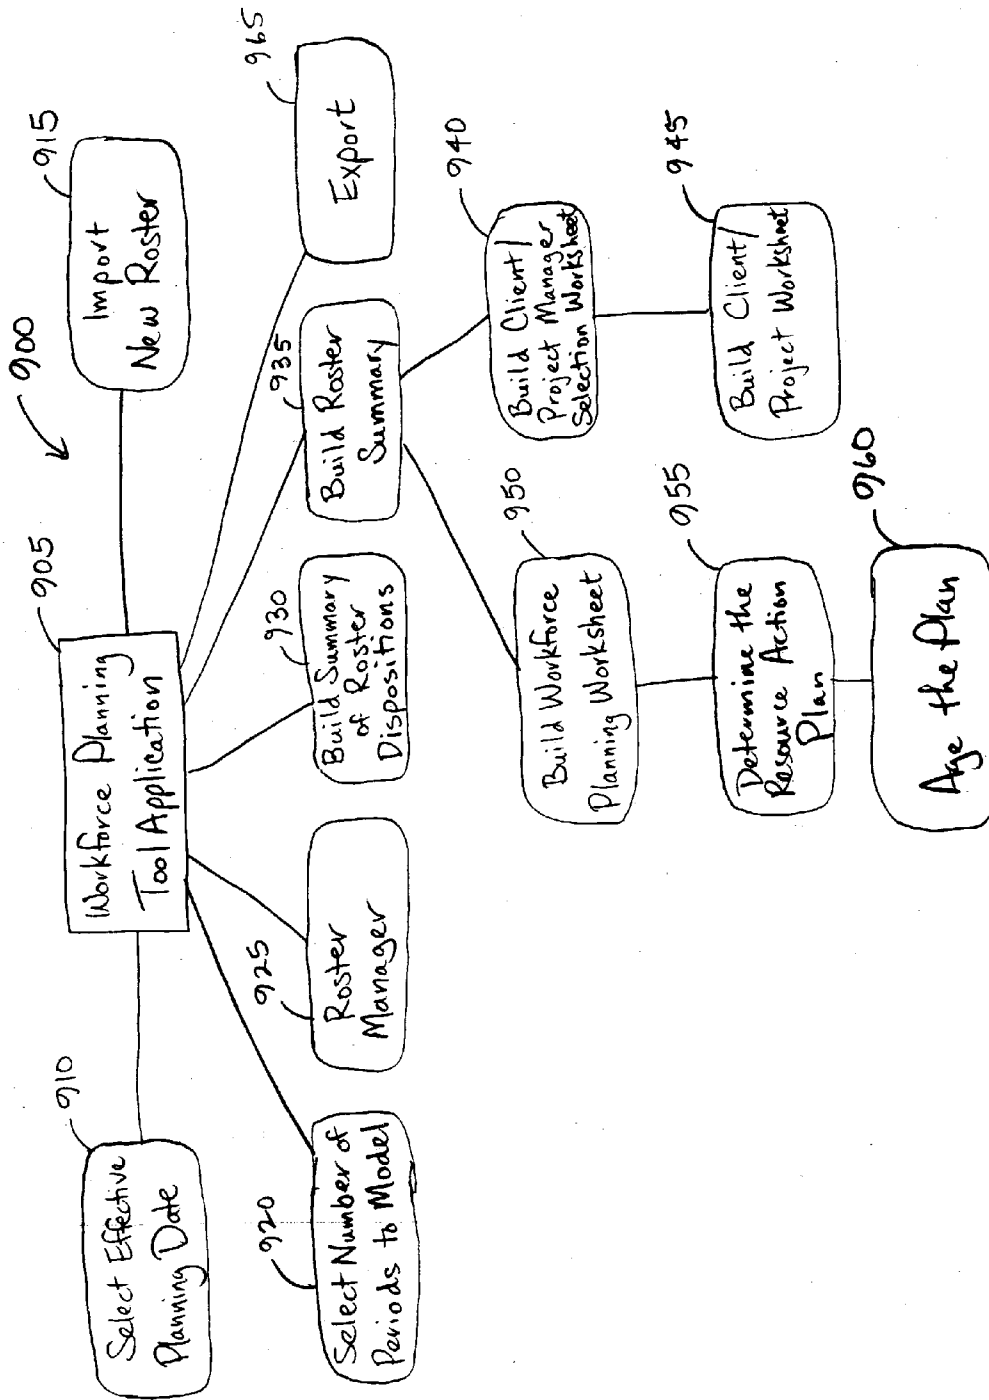 900
905
Workforce Planning
Tool Application
910
Select Effective
Planning Date
915
Import
New Roster
920
Select Number of
Periods to Model
925
Roster
Manager
930
Build Summary
of Roster
Dispositions
935
Build Roster
Summary
965
Export
950
Build Workforce
Planning Worksheet
940
Build Client/
Project Manager
Selection Worksheet
955
Determine the
Resource Action
Plan
945
Build Client/
Project Worksheet
960
Age the Plan